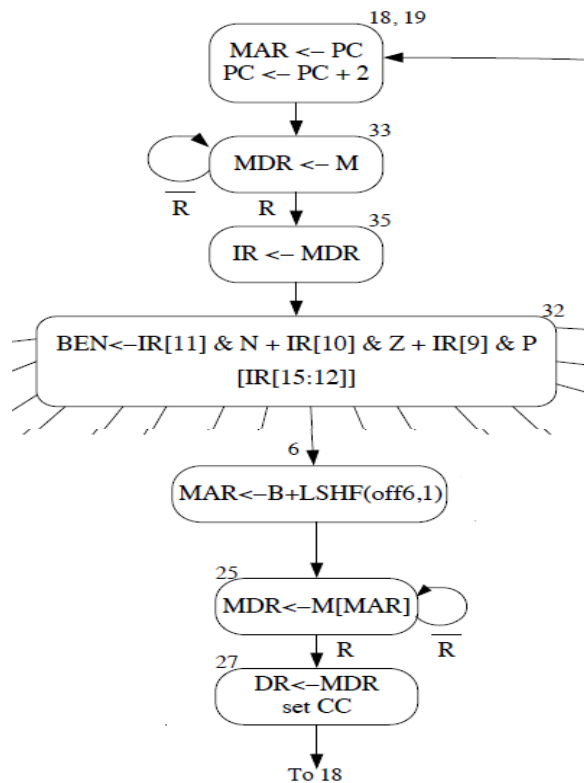 18, 19
MAR <– PC
PC <– PC + 2
33
MDR <– M
R
R
35
IR <– MDR
32
BEN<–IR[11] & N + IR[10] & Z + IR[9] & P
[IR[15:12]]
6
MAR<–B+LSHF(off6,1)
25
MDR<–M[MAR]
R
R
27
DR<–MDR
set CC
To 18